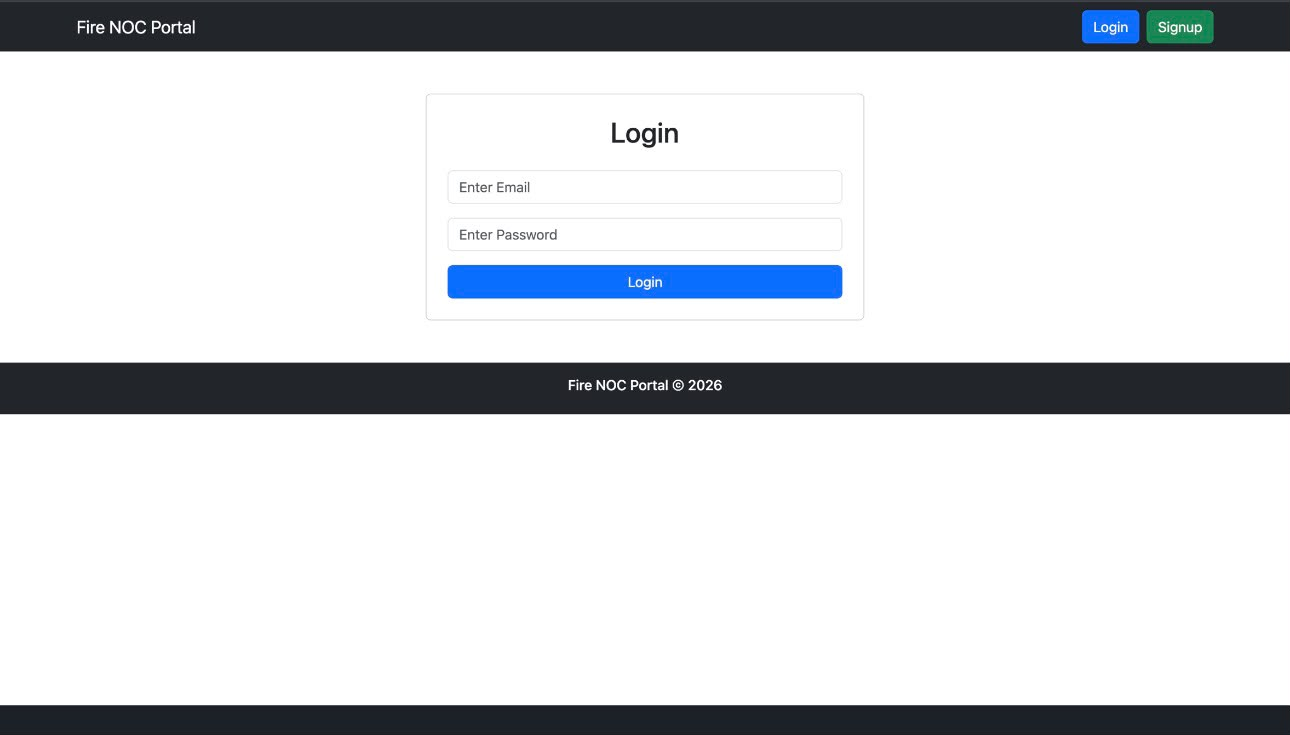 Fire NOC Portal
Login
Signup
Login
Enter Email
Enter Password
Login
Fire NOC Portal © 2026